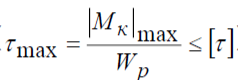 τmax = |Mк|max / Wp ≤ [τ].